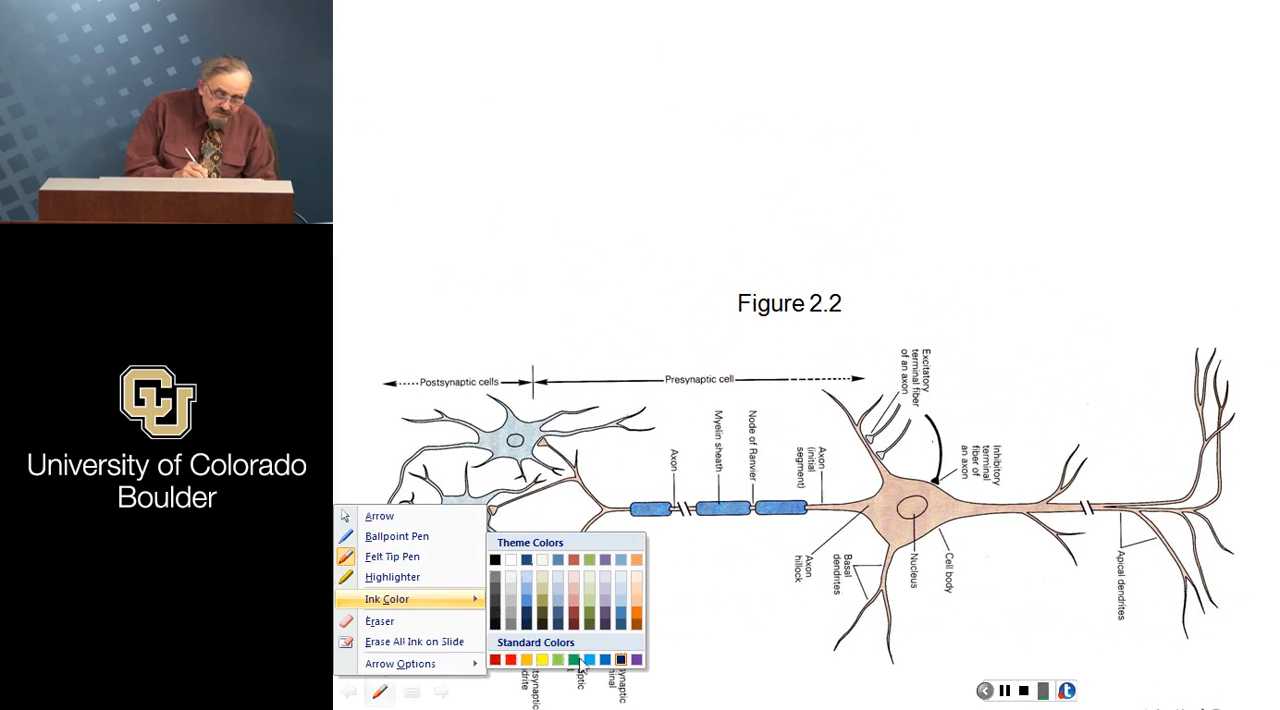 Figure 2.2
Postsynaptic cells
Presynaptic cell
Excitatory
terminal fiber
of an axon
Inhibitory
terminal
fiber of
an axon
Axon
Myelin sheath
Node of Ranvier
Axon
(initial
segment)
Axon
hillock
Basal
dendrites
Nucleus
Cell body
Apical dendrites
University of Colorado
Boulder
CU
Arrow
Ballpoint Pen
Felt Tip Pen
Highlighter
Ink Color
Eraser
Erase All Ink on Slide
Arrow Options
Theme Colors
Standard Colors